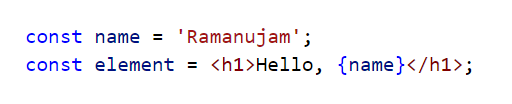 const name = 'Ramanujam';
const element = <h1>Hello, {name}</h1>;